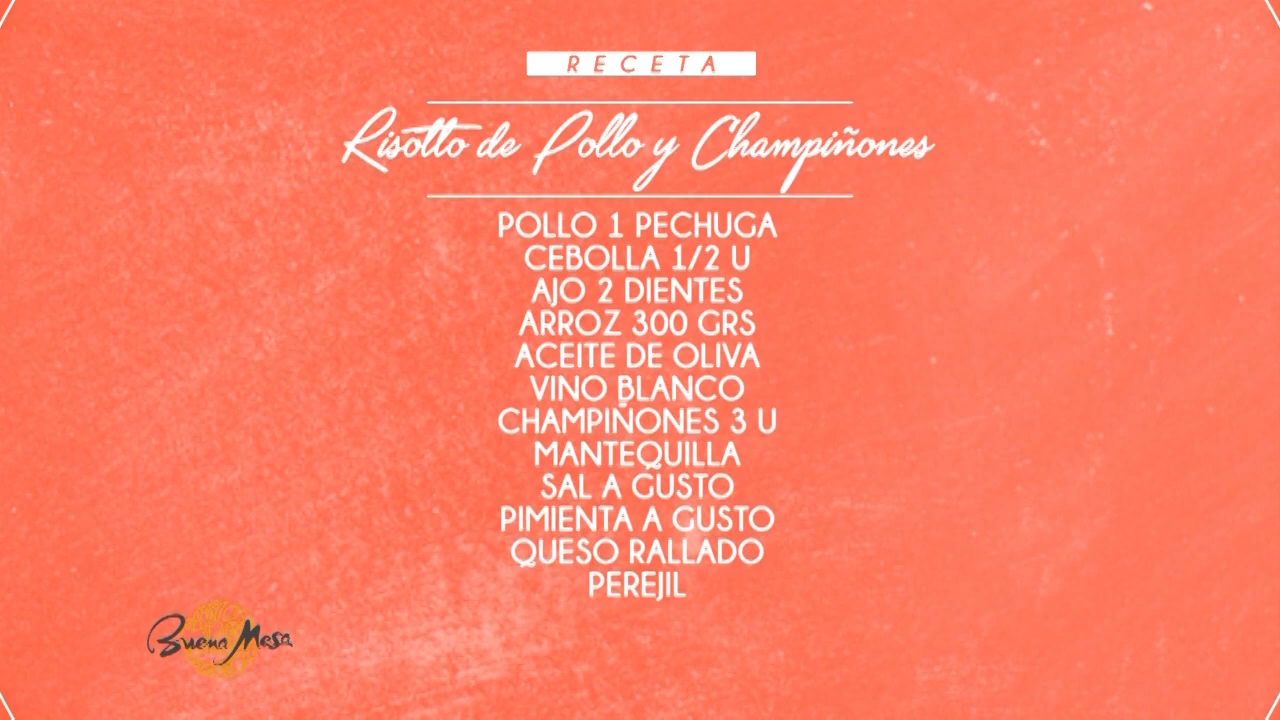 RECETA
Risotto de Pollo y Champiñones
POLLO 1 PECHUGA
CEBOLLA 1/2 U
AJO 2 DIENTES
ARROZ 300 GRS
ACEITE DE OLIVA
VINO BLANCO
CHAMPIÑONES 3 U
MANTEQUILLA
SAL A GUSTO
PIMIENTA A GUSTO
QUESO RALLADO
PEREJIL
Buena Mesa